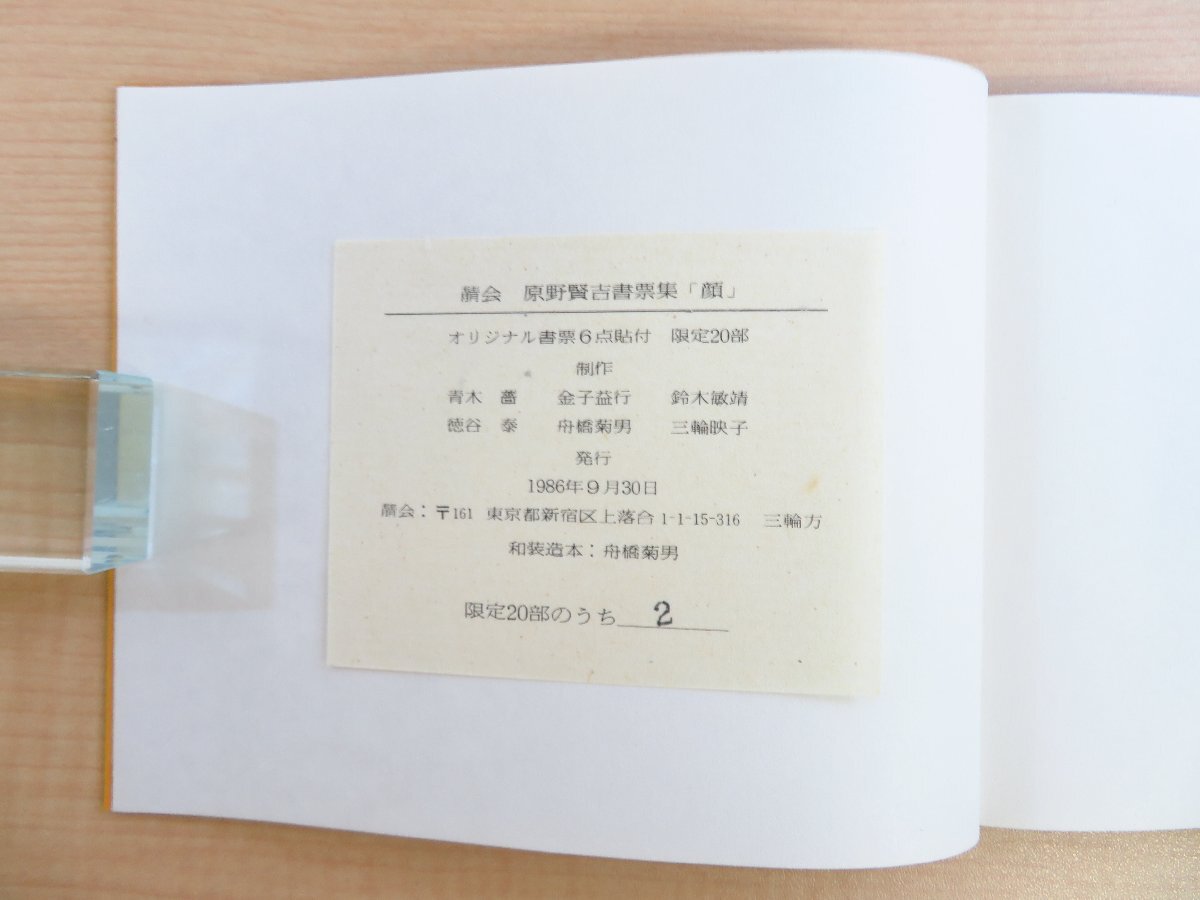 原野賢吉書票集「顔」
オリジナル書票6点貼付 限定20部
制作
青木 薔 金子益行 鈴木敏靖
徳谷 泰 舟橋菊男 三輪映子
発行
1986年9月30日
〒161 東京都新宿区上落合1-1-15-316 三輪方
和装造本：舟橋菊男
限定20部のうち 2